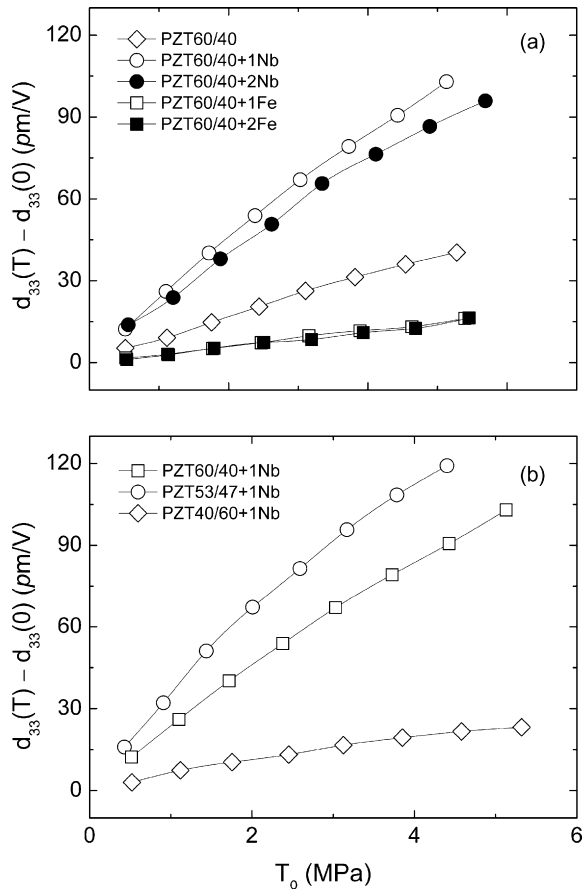 120
90
60
30
0
d₃₃(T) – d₃₃(0) (pm/V)
(a)
PZT60/40
PZT60/40+1Nb
PZT60/40+2Nb
PZT60/40+1Fe
PZT60/40+2Fe
120
90
60
30
0
d₃₃(T) – d₃₃(0) (pm/V)
(b)
PZT60/40+1Nb
PZT53/47+1Nb
PZT40/60+1Nb
0 2 4 6
T₀ (MPa)